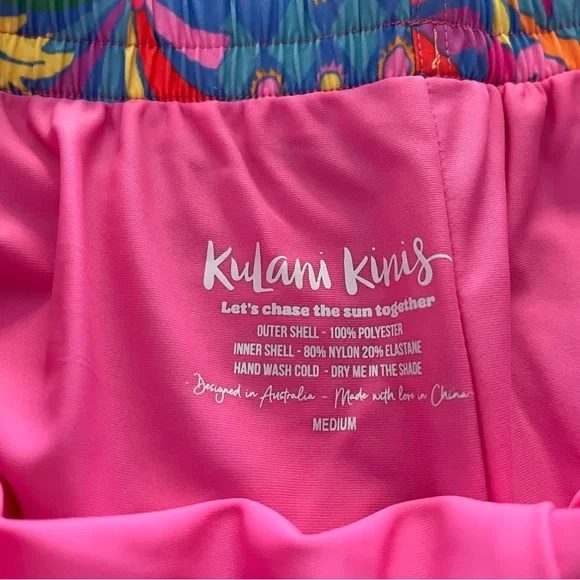 Kulani Kinis
Let's chase the sun together
OUTER SHELL - 100% POLYESTER
INNER SHELL - 80% NYLON 20% ELASTANE
HAND WASH COLD - DRY ME IN THE SHADE
- Designed in Australia - Made with love in China -
MEDIUM